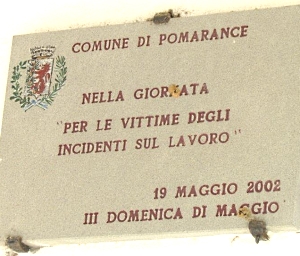 COMUNE DI POMARANCE
NELLA GIORNATA
"PER LE VITTIME DEGLI
INCIDENTI SUL LAVORO"
19 MAGGIO 2002
III DOMENICA DI MAGGIO